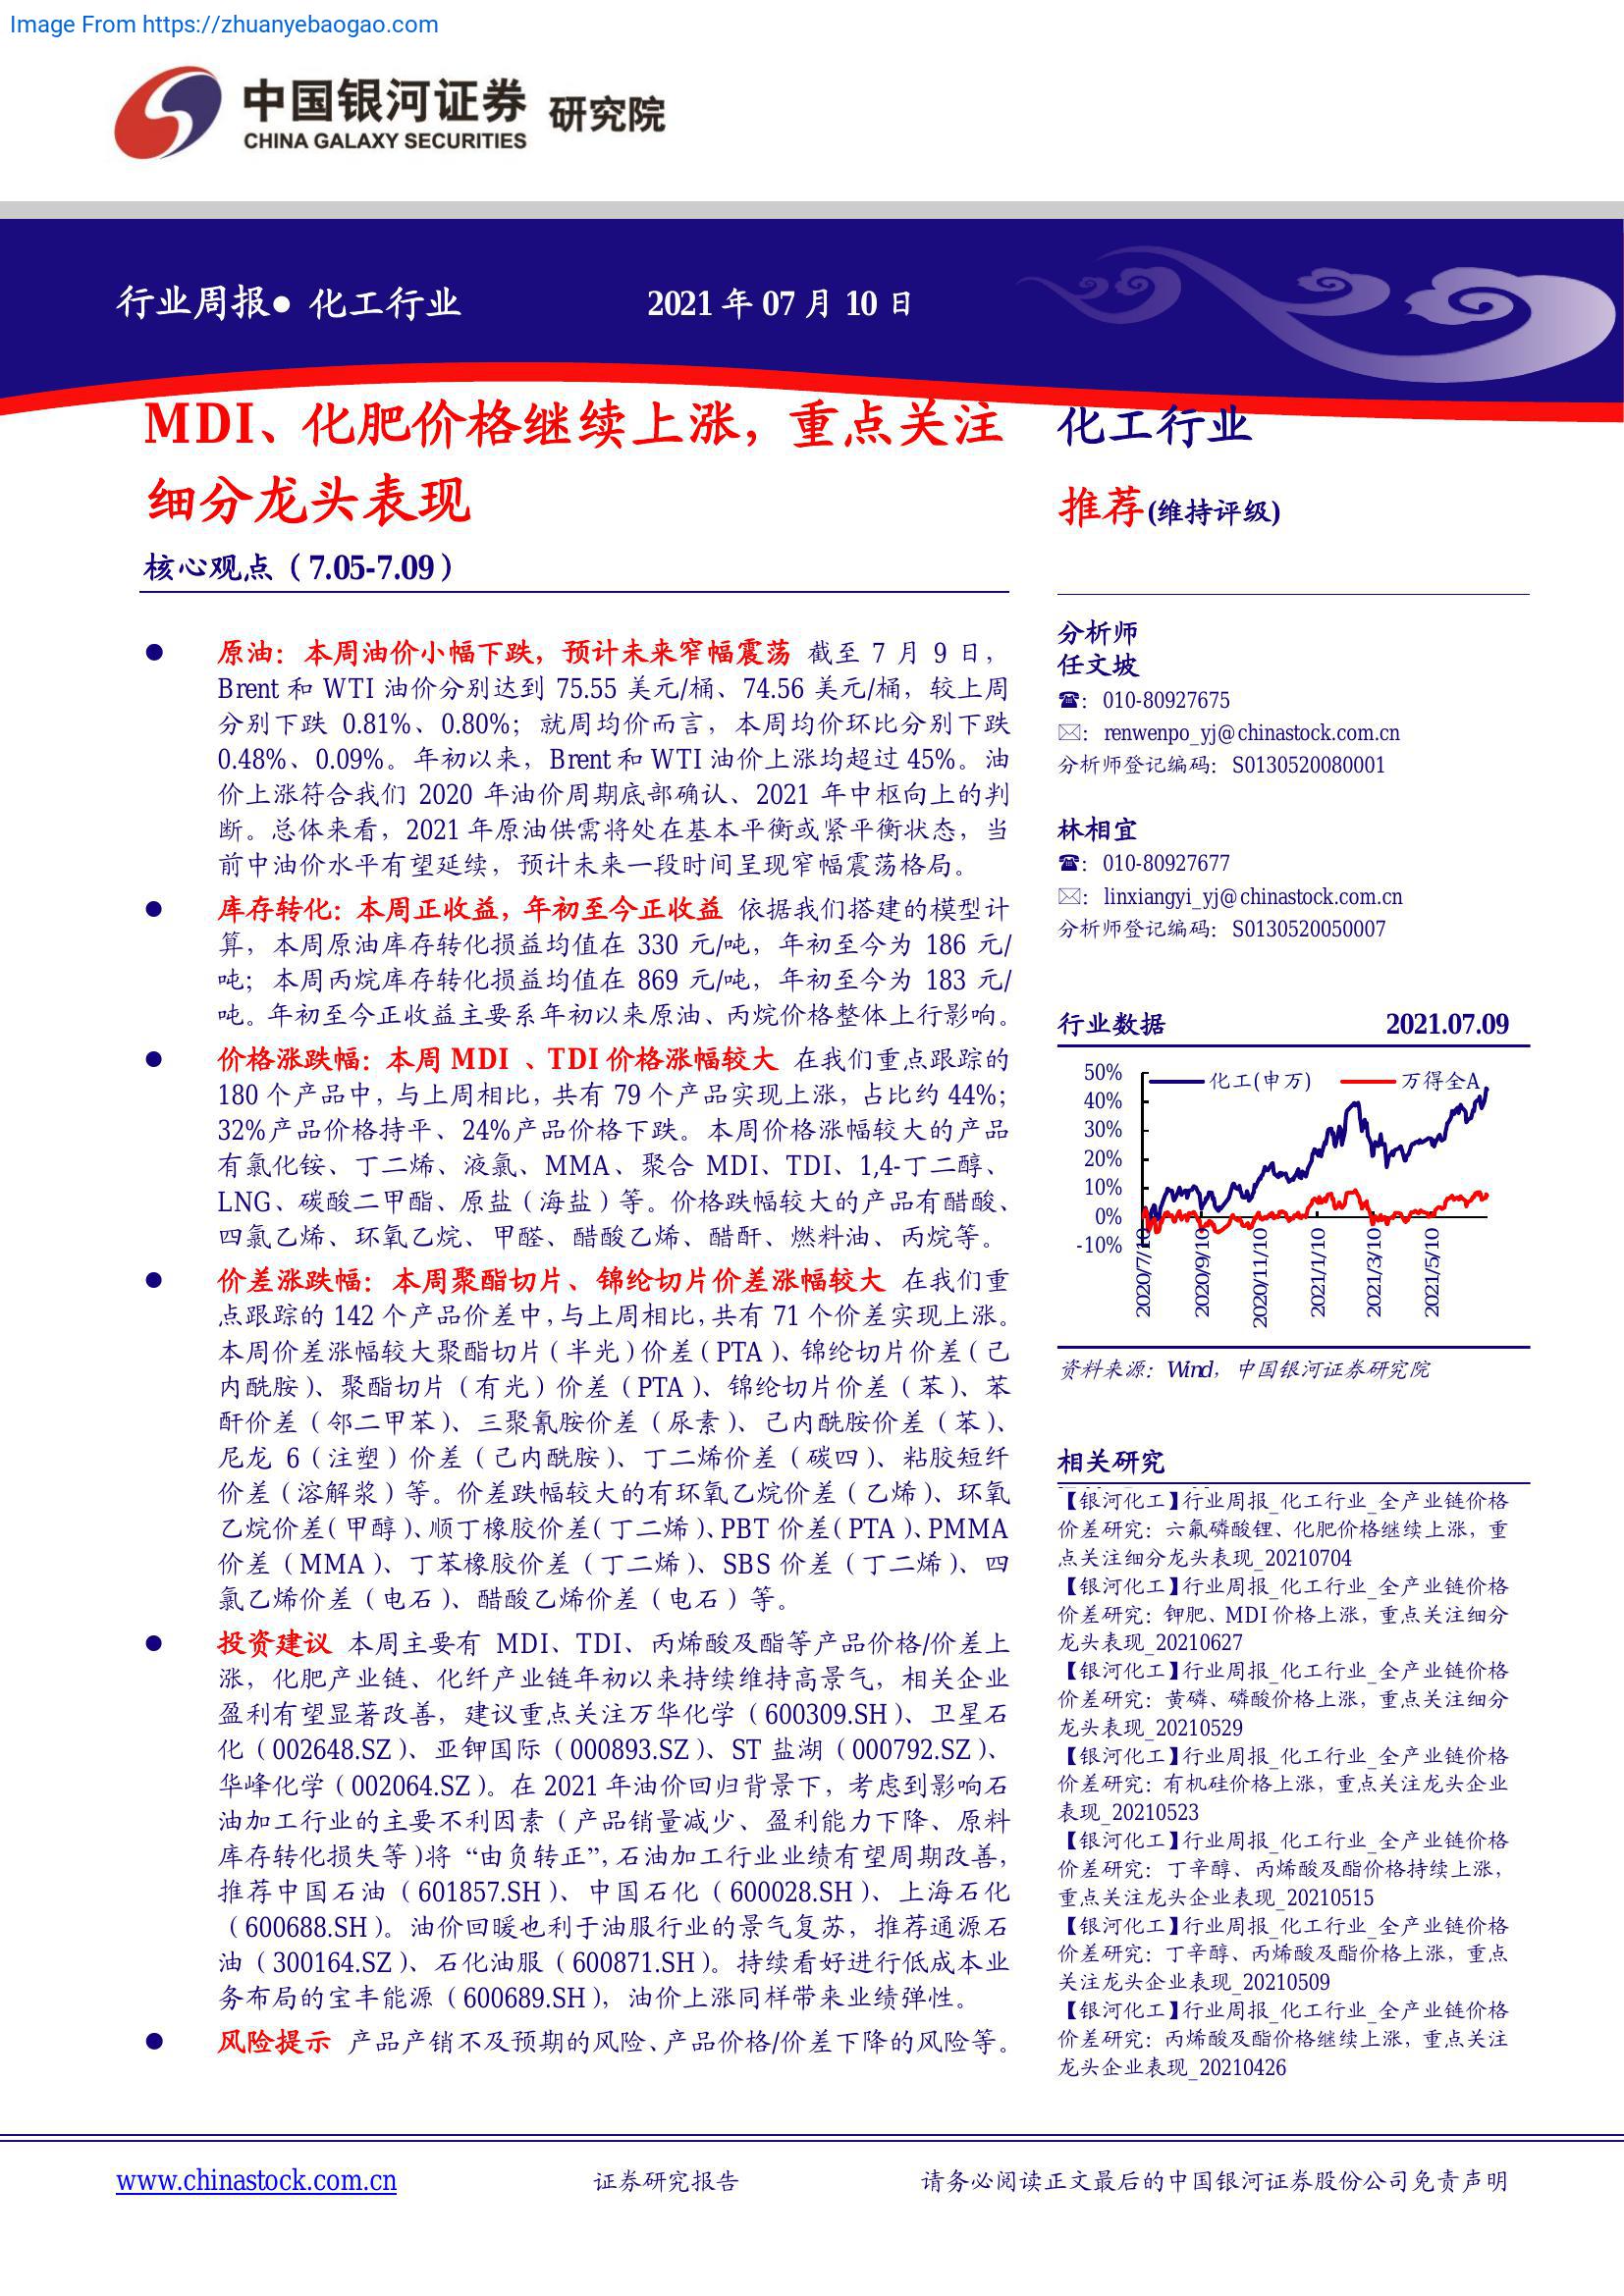 Image From https://zhuanyebaogao.com
中国银河证券 研究院
CHINA GALAXY SECURITIES
行业周报● 化工行业 2021 年 07 月 10 日
MDI、化肥价格继续上涨，重点关注
细分龙头表现
核心观点（7.05-7.09）
● 原油：本周油价小幅下跌，预计未来窄幅震荡 截至 7 月 9 日，
Brent 和 WTI 油价分别达到 75.55 美元/桶、74.56 美元/桶，较上周
分别下跌 0.81%、0.80%；就周均价而言，本周均价环比分别下跌
0.48%、0.09%。年初以来，Brent 和 WTI 油价上涨均超过 45%。油
价上涨符合我们 2020 年油价周期底部确认、2021 年中枢向上的判
断。总体来看，2021 年原油供需将处在基本平衡或紧平衡状态，当
前中油价水平有望延续，预计未来一段时间呈现窄幅震荡格局。
● 库存转化：本周正收益，年初至今正收益 依据我们搭建的模型计
算，本周原油库存转化损益均值在 330 元/吨，年初至今为 186 元/
吨；本周丙烷库存转化损益均值在 869 元/吨，年初至今为 183 元/
吨。年初至今正收益主要系年初以来原油、丙烷价格整体上行影响。
● 价格涨跌幅：本周 MDI 、TDI 价格涨幅较大 在我们重点跟踪的
180 个产品中，与上周相比，共有 79 个产品实现上涨，占比约 44%；
32%产品价格持平、24%产品价格下跌。本周价格涨幅较大的产品
有氯化铵、丁二烯、液氯、MMA、聚合 MDI、TDI、1,4-丁二醇、
LNG、碳酸二甲酯、原盐（海盐）等。价格跌幅较大的产品有醋酸、
四氯乙烯、环氧乙烷、甲醛、醋酸乙烯、醋酐、燃料油、丙烷等。
● 价差涨跌幅：本周聚酯切片、锦纶切片价差涨幅较大 在我们重
点跟踪的 142 个产品价差中，与上周相比，共有 71 个价差实现上涨。
本周价差涨幅较大聚酯切片（半光）价差（PTA）、锦纶切片价差（己
内酰胺）、聚酯切片（有光）价差（PTA）、锦纶切片价差（苯）、苯
酐价差（邻二甲苯）、三聚氰胺价差（尿素）、己内酰胺价差（苯）、
尼龙 6（注塑）价差（己内酰胺）、丁二烯价差（碳四）、粘胶短纤
价差（溶解浆）等。价差跌幅较大的有环氧乙烷价差（乙烯）、环氧
乙烷价差（甲醇）、顺丁橡胶价差（丁二烯）、PBT 价差（PTA）、PMMA
价差（MMA）、丁苯橡胶价差（丁二烯）、SBS 价差（丁二烯）、四
氯乙烯价差（电石）、醋酸乙烯价差（电石）等。
● 投资建议 本周主要有 MDI、TDI、丙烯酸及酯等产品价格/价差上
涨，化肥产业链、化纤产业链年初以来持续维持高景气，相关企业
盈利有望显著改善，建议重点关注万华化学（600309.SH）、卫星石
化（002648.SZ）、亚钾国际（000893.SZ）、ST 盐湖（000792.SZ）、
华峰化学（002064.SZ）。在 2021 年油价回归背景下，考虑到影响石
油加工行业的主要不利因素（产品销量减少、盈利能力下降、原料
库存转化损失等）将 “由负转正”，石油加工行业业绩有望周期改善，
推荐中国石油（601857.SH）、中国石化（600028.SH）、上海石化
（600688.SH）。油价回暖也利于油服行业的景气复苏，推荐通源石
油（300164.SZ）、石化油服（600871.SH）。持续看好进行低成本业
务布局的宝丰能源（600689.SH），油价上涨同样带来业绩弹性。
● 风险提示 产品产销不及预期的风险、产品价格/价差下降的风险等。
化工行业
推荐(维持评级)
分析师
任文坡
☎：010-80927675
✉：renwenpo_yj@chinastock.com.cn
分析师登记编码：S0130520080001
林相宜
☎：010-80927677
✉：linxiangyi_yj@chinastock.com.cn
分析师登记编码：S0130520050007
行业数据 2021.07.09
化工(申万) 万得全A
50%
40%
30%
20%
10%
0%
-10%
2020/7/10
2020/9/10
2020/11/10
2021/1/10
2021/3/10
2021/5/10
资料来源：Wind，中国银河证券研究院
相关研究
【银河化工】行业周报_化工行业_全产业链价格
价差研究：六氟磷酸锂、化肥价格继续上涨，重
点关注细分龙头表现_20210704
【银河化工】行业周报_化工行业_全产业链价格
价差研究：钾肥、MDI 价格上涨，重点关注细分
龙头表现_20210627
【银河化工】行业周报_化工行业_全产业链价格
价差研究：黄磷、磷酸价格上涨，重点关注细分
龙头表现_20210529
【银河化工】行业周报_化工行业_全产业链价格
价差研究：有机硅价格上涨，重点关注龙头企业
表现_20210523
【银河化工】行业周报_化工行业_全产业链价格
价差研究：丁辛醇、丙烯酸及酯价格持续上涨，
重点关注龙头企业表现_20210515
【银河化工】行业周报_化工行业_全产业链价格
价差研究：丁辛醇、丙烯酸及酯价格上涨，重点
关注龙头企业表现_20210509
【银河化工】行业周报_化工行业_全产业链价格
价差研究：丙烯酸及酯价格继续上涨，重点关注
龙头企业表现_20210426
www.chinastock.com.cn 证券研究报告 请务必阅读正文最后的中国银河证券股份公司免责声明